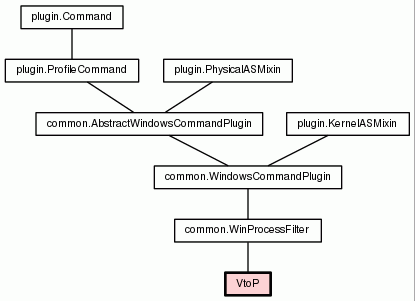 plugin.Command
plugin.ProfileCommand
plugin.PhysicalASMixin
common.AbstractWindowsCommandPlugin
plugin.KernelASMixin
common.WindowsCommandPlugin
common.WinProcessFilter
VtoP